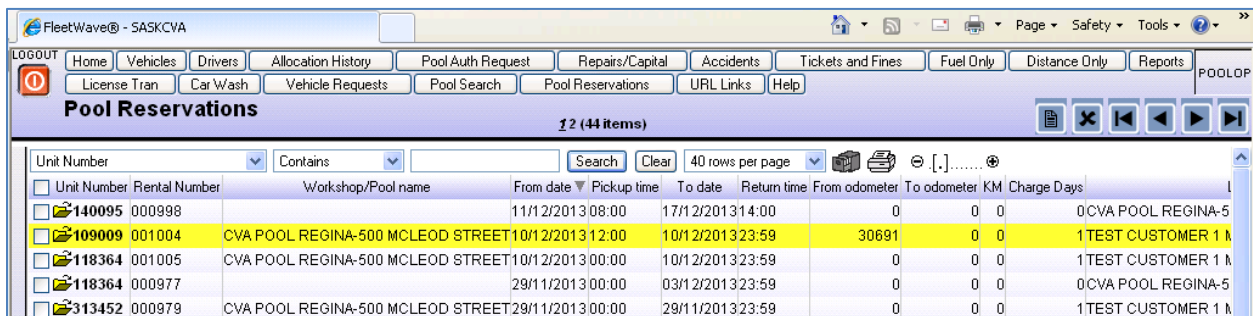 FleetWave® - SASKCVA Page Safety Tools »
LOGOUT Home Vehicles Drivers Allocation History Pool Auth Request Repairs/Capital Accidents Tickets and Fines Fuel Only Distance Only Reports POOLOP
License Tran Car Wash Vehicle Requests Pool Search Pool Reservations URL Links Help
Pool Reservations 1 2 (44 items)
Unit Number Contains Search Clear 40 rows per page [.]
Unit Number Rental Number Workshop/Pool name From date Pickup time To date Return time From odometer To odometer KM Charge Days
140095 000998 11/12/2013 08:00 17/12/2013 14:00 0 0 0 0 CVA POOL REGINA-5
109009 001004 CVA POOL REGINA-500 MCLEOD STREET 10/12/2013 12:00 10/12/2013 23:59 30691 0 0 1 TEST CUSTOMER 1
118364 001005 CVA POOL REGINA-500 MCLEOD STREET 10/12/2013 00:00 10/12/2013 23:59 0 0 0 1 TEST CUSTOMER 1
118364 000977 29/11/2013 00:00 03/12/2013 23:59 0 0 0 0 CVA POOL REGINA-5
313452 000979 CVA POOL REGINA-500 MCLEOD STREET 29/11/2013 00:00 29/11/2013 23:59 0 0 0 1 TEST CUSTOMER 1